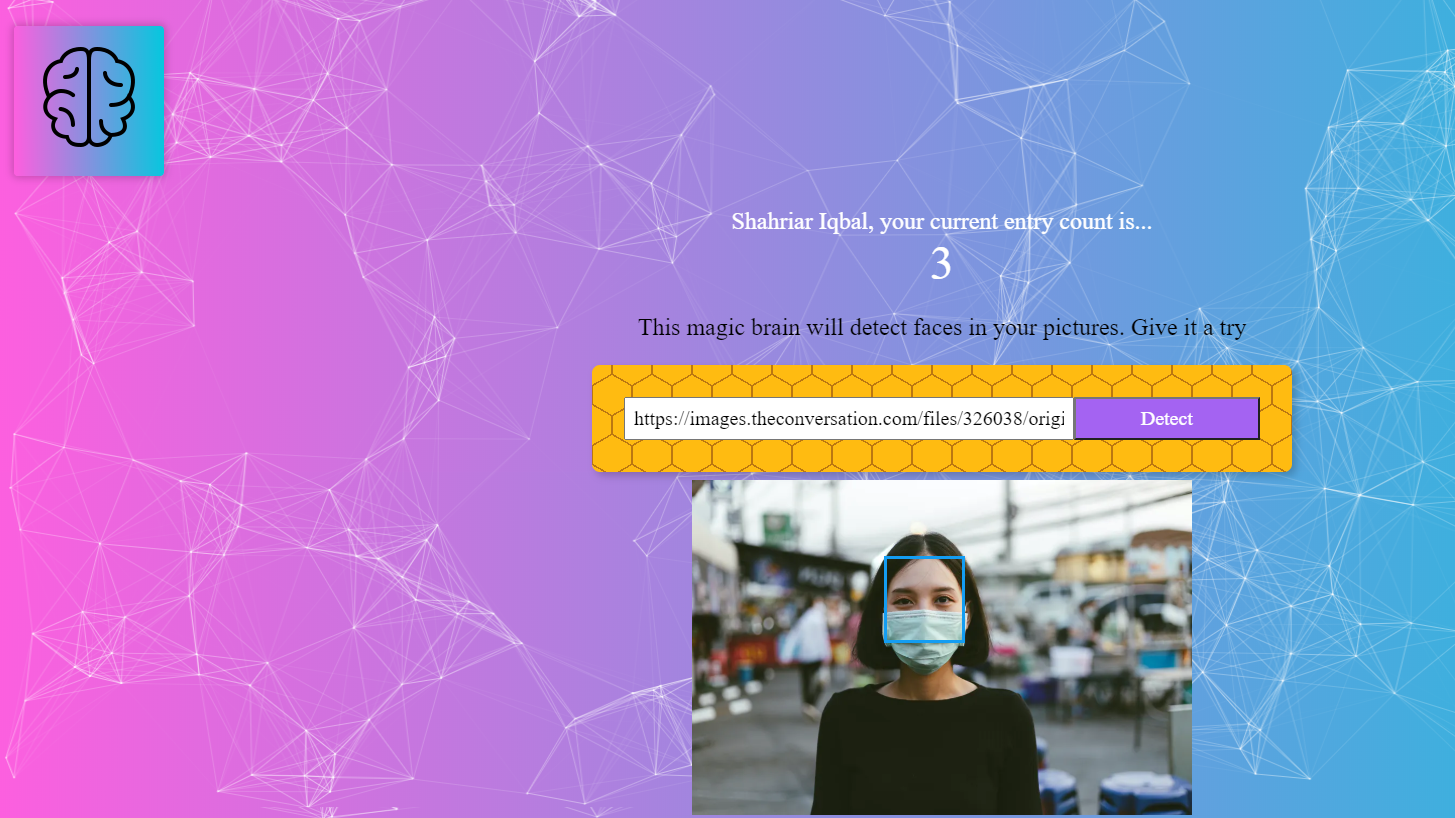 Shahriar Iqbal, your current entry count is...
3
This magic brain will detect faces in your pictures. Give it a try
https://images.theconversation.com/files/326038/origi
Detect